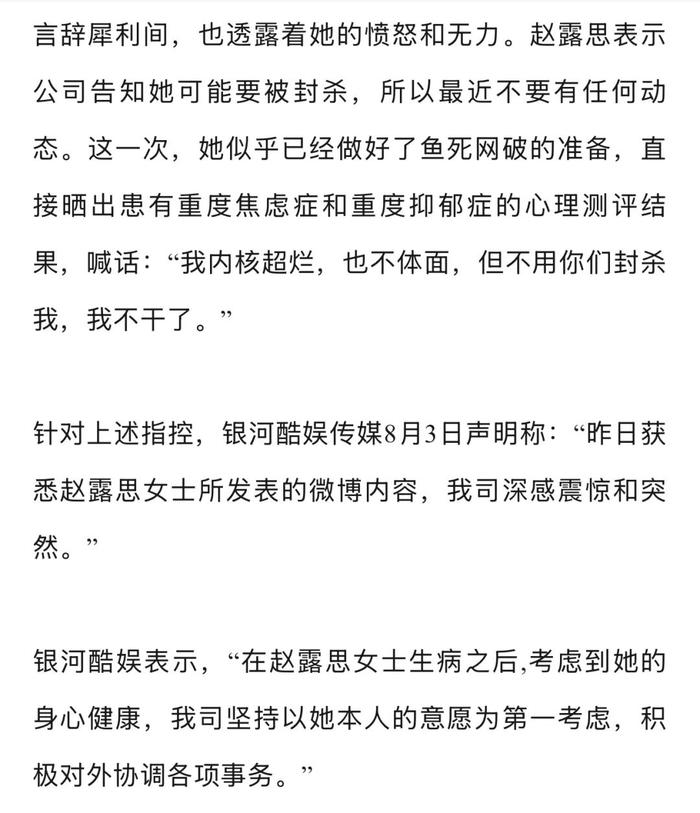 言辞犀利间，也透露着她的愤怒和无力。赵露思表示
公司告知她可能要被封杀，所以最近不要有任何动
态。这一次，她似乎已经做好了鱼死网破的准备，直
接晒出患有重度焦虑症和重度抑郁症的心理测评结
果，喊话：“我内核超烂，也不体面，但不用你们封杀
我，我不干了。”
针对上述指控，银河酷娱传媒8月3日声明称：“昨日获
悉赵露思女士所发表的微博内容，我司深感震惊和突
然。”
银河酷娱表示，“在赵露思女士生病之后,考虑到她的
身心健康，我司坚持以她本人的意愿为第一考虑，积
极对外协调各项事务。”